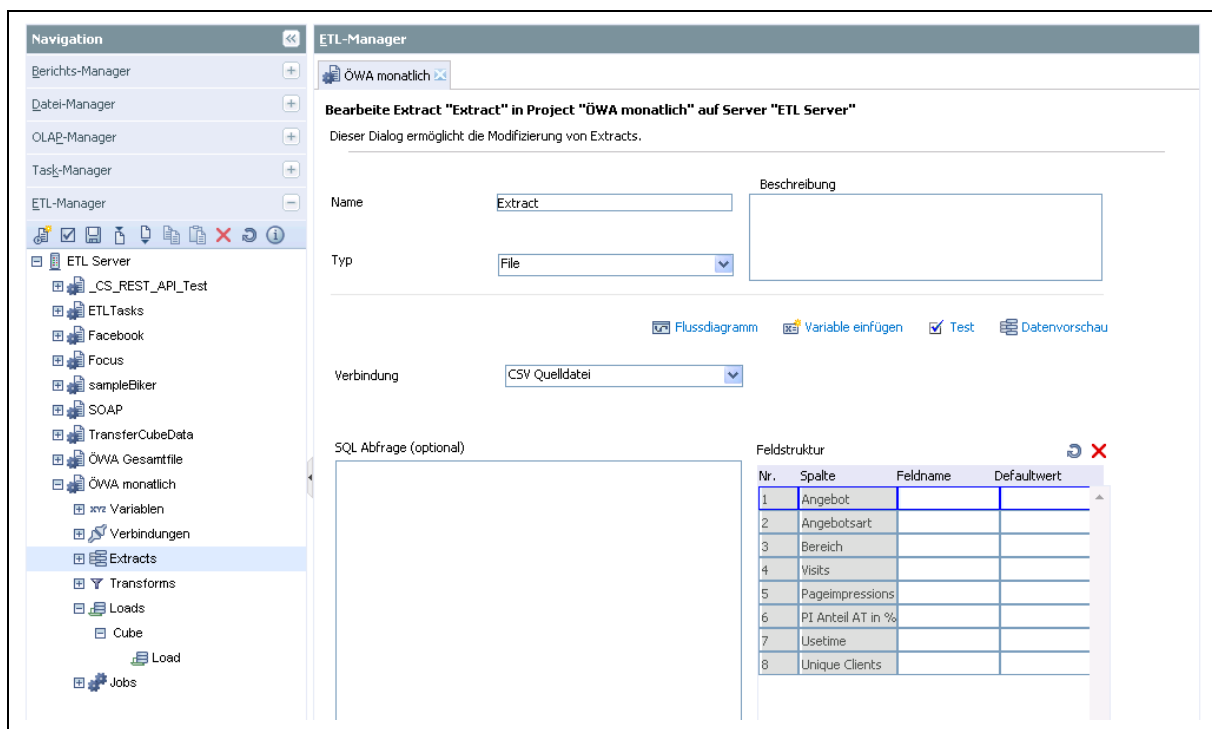 Navigation
Berichts-Manager
Datei-Manager
OLAP-Manager
Task-Manager
ETL-Manager
ETL Server
_CS_REST_API_Test
ETLTasks
Facebook
Focus
sampleBiker
SOAP
TransferCubeData
ÖWA Gesamtfile
ÖWA monatlich
XYZ Variablen
Verbindungen
Extracts
Transforms
Loads
Cube
Load
Jobs
ETL-Manager
ÖWA monatlich
Bearbeite Extract "Extract" in Project "ÖWA monatlich" auf Server "ETL Server"
Dieser Dialog ermöglicht die Modifizierung von Extracts.
Beschreibung
Name Extract
Typ File
Flussdiagramm Variable einfügen Test Datenvorschau
Verbindung CSV Quelldatei
SQL Abfrage (optional)
Feldstruktur
Nr. Spalte Feldname Defaultwert
1 Angebot
2 Angebotsart
3 Bereich
4 Visits
5 Pageimpressions
6 PI Anteil AT in %
7 Usetime
8 Unique Clients